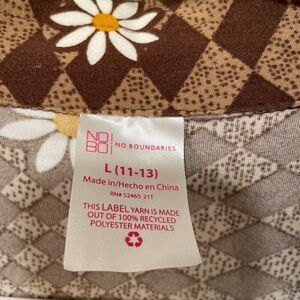 NO
BO
NO BOUNDARIES
L (11-13)
Made in/Hecho en China
RN# 52469 21T
THIS LABEL YARN IS MADE
OUT OF 100% RECYCLED
POLYESTER MATERIALS